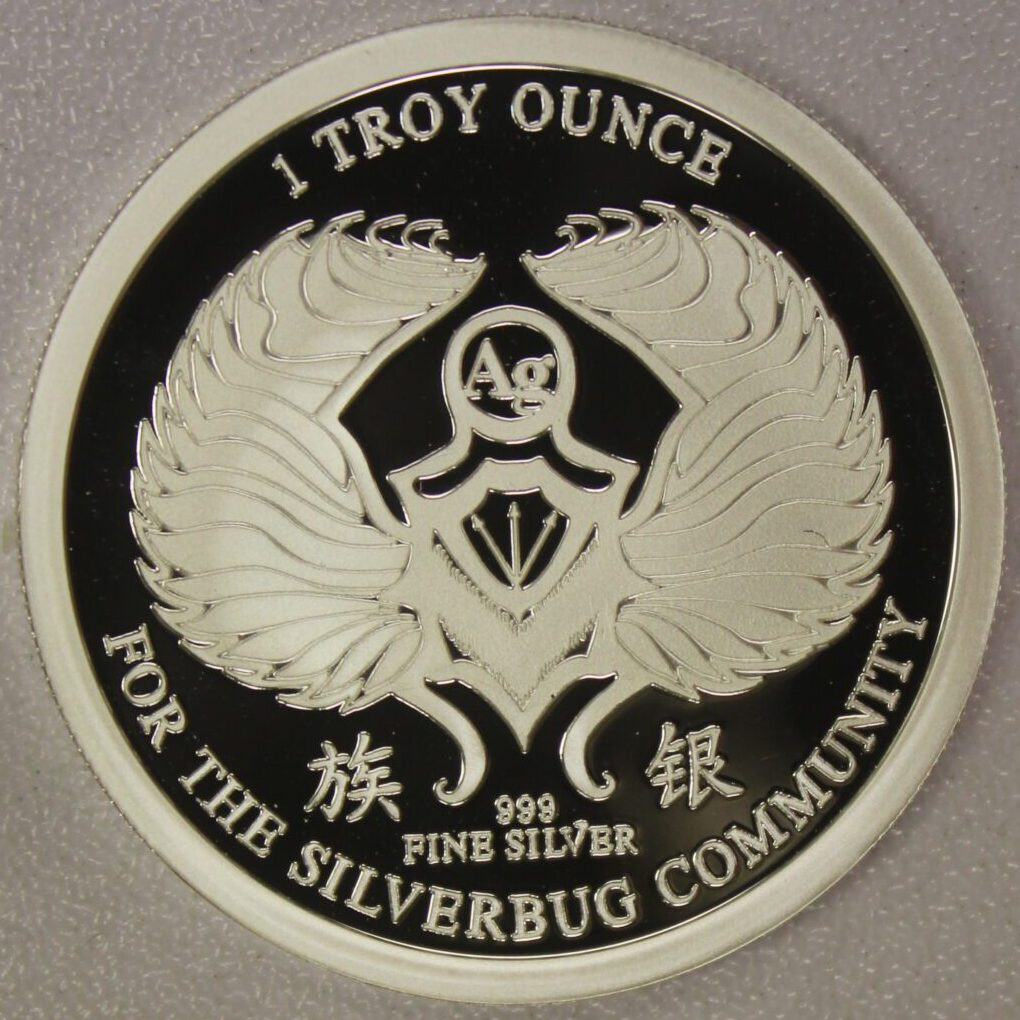 1 TROY OUNCE
Ag
族 银
999
FINE SILVER
FOR THE SILVERBUG COMMUNITY